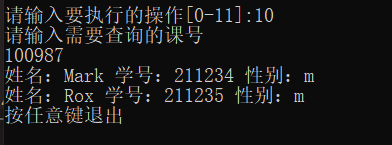 请输入要执行的操作[0-11]:10
请输入需要查询的课号
100987
姓名：Mark 学号：211234 性别：m
姓名：Rox 学号：211235 性别：m
按任意键退出